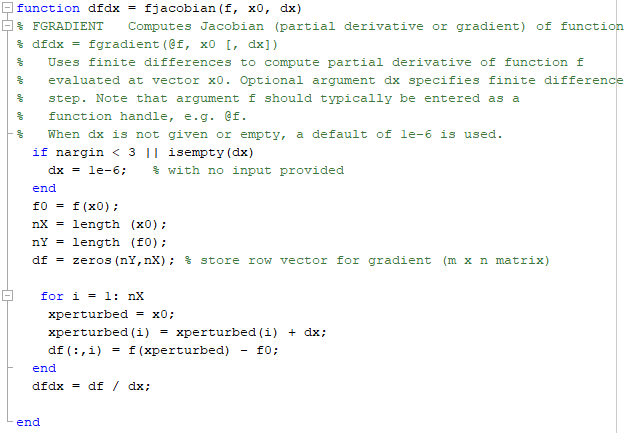 function dfdx = fjacobian(f, x0, dx)
% FGRADIENT   Computes Jacobian (partial derivative or gradient) of function
% dfdx = fgradient(@f, x0 [, dx])
%   Uses finite differences to compute partial derivative of function f
%   evaluated at vector x0. Optional argument dx specifies finite difference
%   step. Note that argument f should typically be entered as a
%   function handle, e.g. @f.
%   When dx is not given or empty, a default of 1e-6 is used.
  if nargin < 3 || isempty(dx)
    dx = 1e-6;   % with no input provided
  end
  f0 = f(x0);
  nX = length (x0);
  nY = length (f0);
  df = zeros(nY,nX); % store row vector for gradient (m x n matrix)
   for i = 1: nX
    xperturbed = x0;
    xperturbed(i) = xperturbed(i) + dx;
    df(:,i) = f(xperturbed) - f0;
  end
  dfdx = df / dx;
end